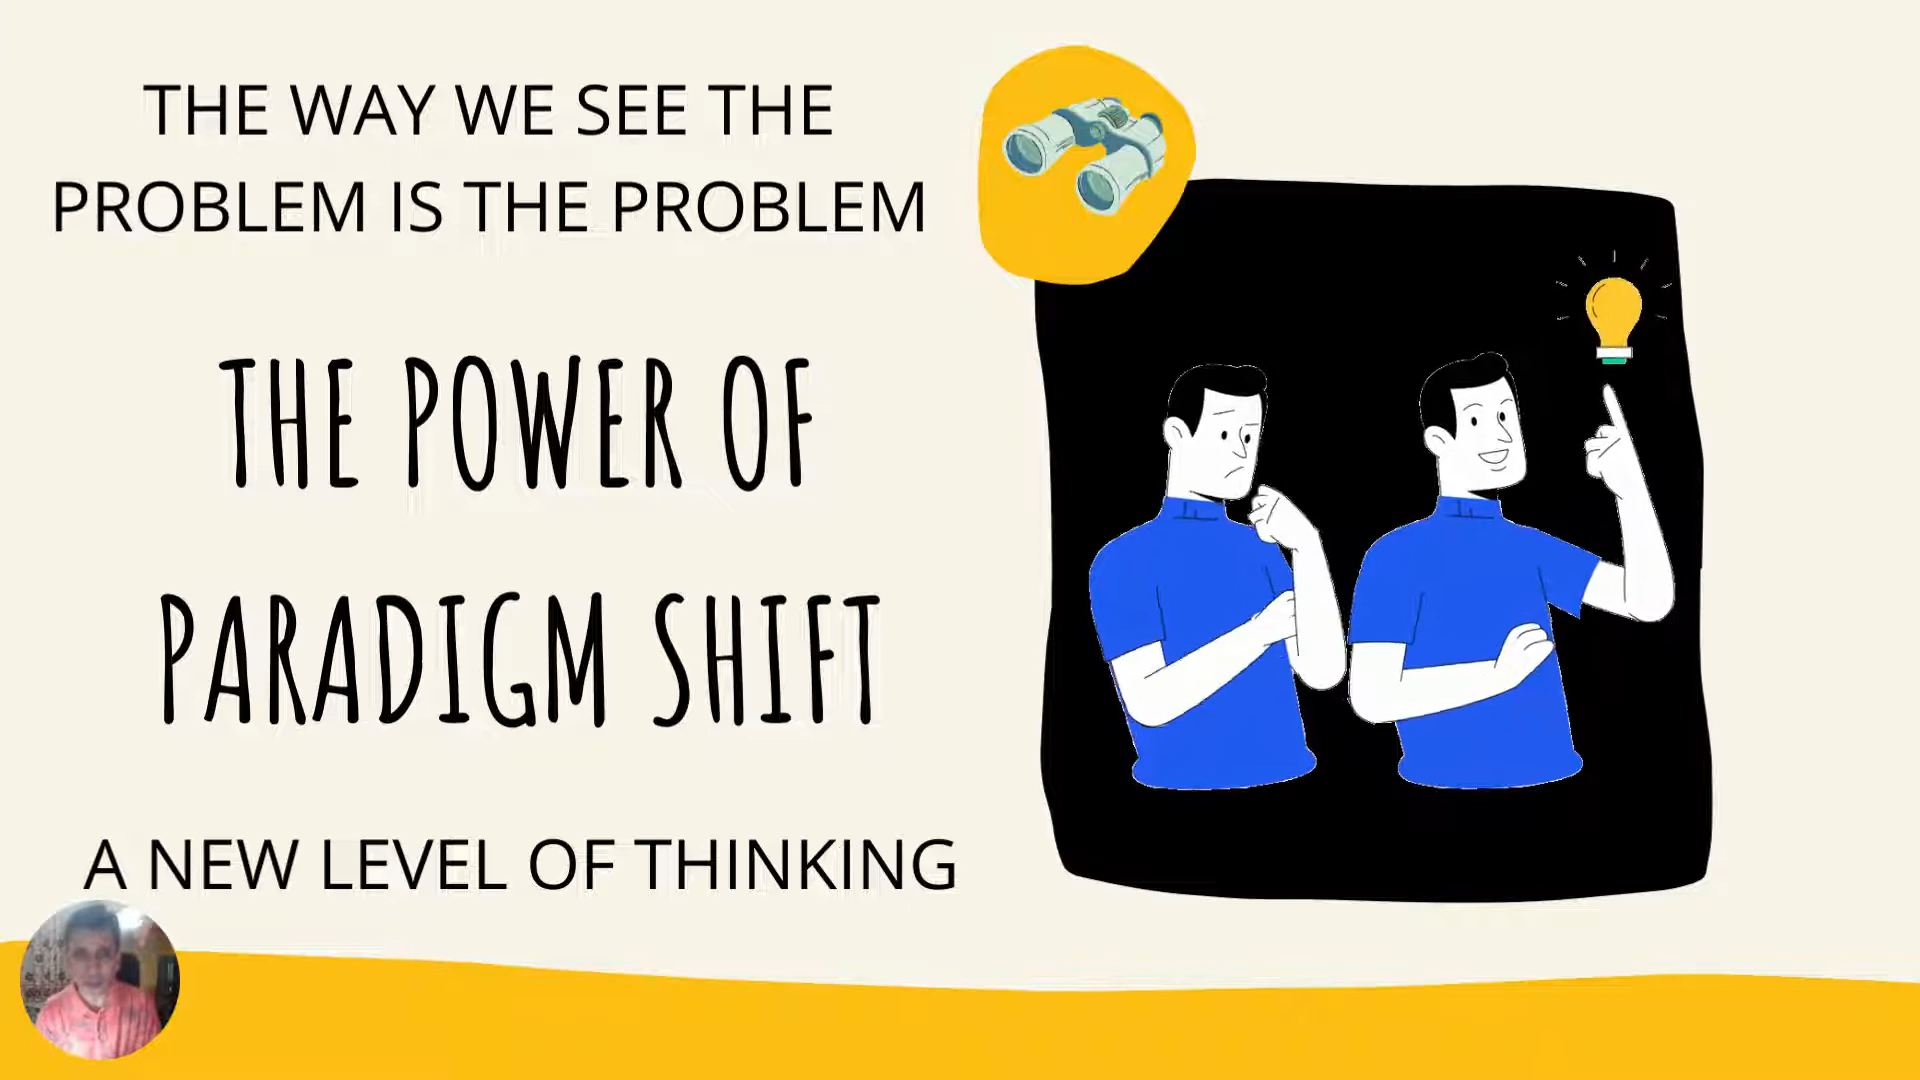 THE WAY WE SEE THE
PROBLEM IS THE PROBLEM
THE POWER OF
PARADIGM SHIFT
A NEW LEVEL OF THINKING